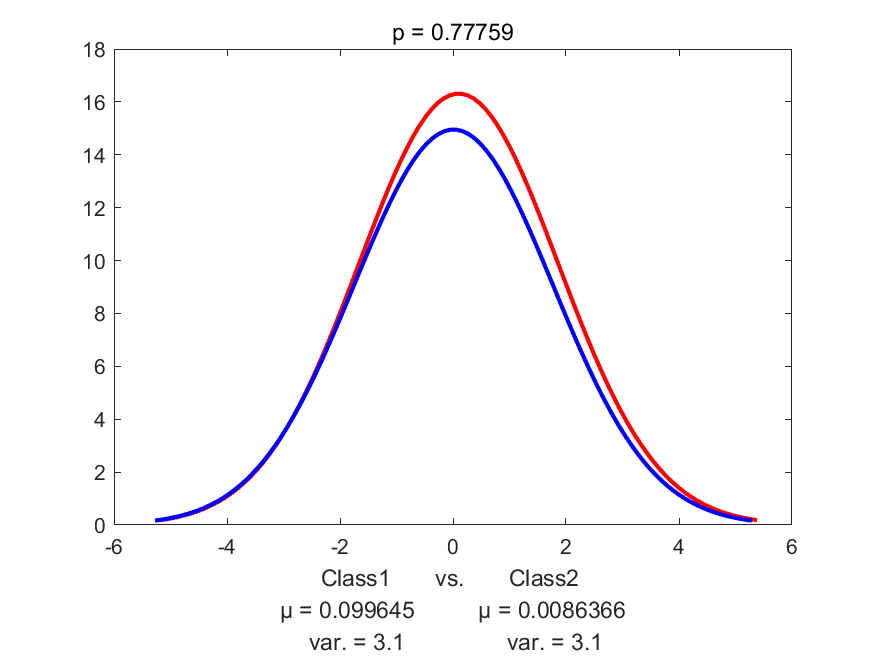 p = 0.77759
18
16
14
12
10
8
6
4
2
0
-6 -4 -2 0 2 4 6
Class1 vs. Class2
μ = 0.099645 μ = 0.0086366
var. = 3.1 var. = 3.1